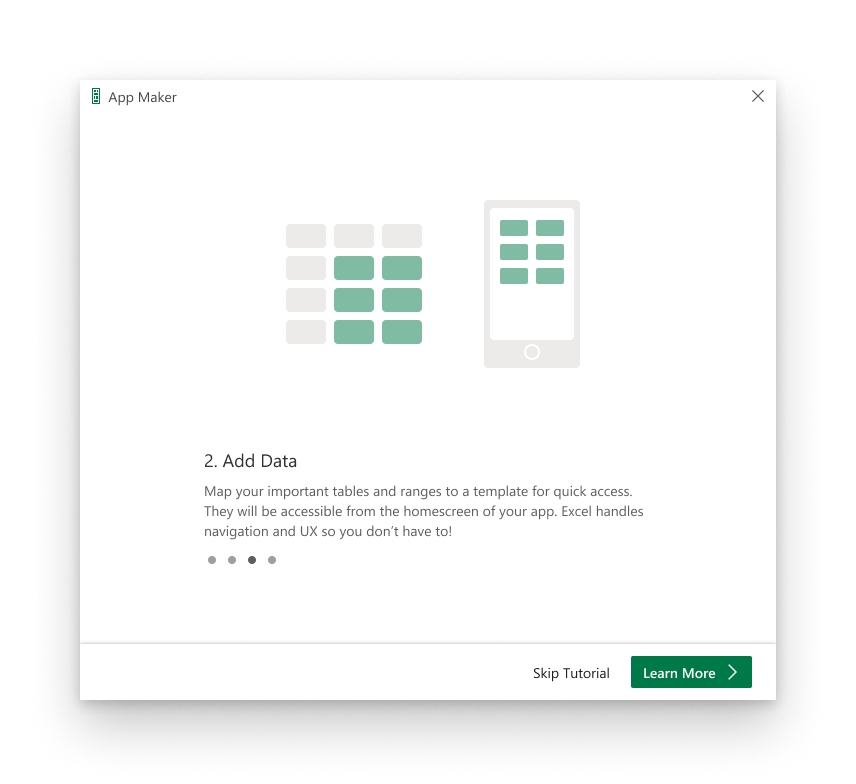 App Maker
2. Add Data
Map your important tables and ranges to a template for quick access.
They will be accessible from the homescreen of your app. Excel handles
navigation and UX so you don’t have to!
Skip Tutorial
Learn More